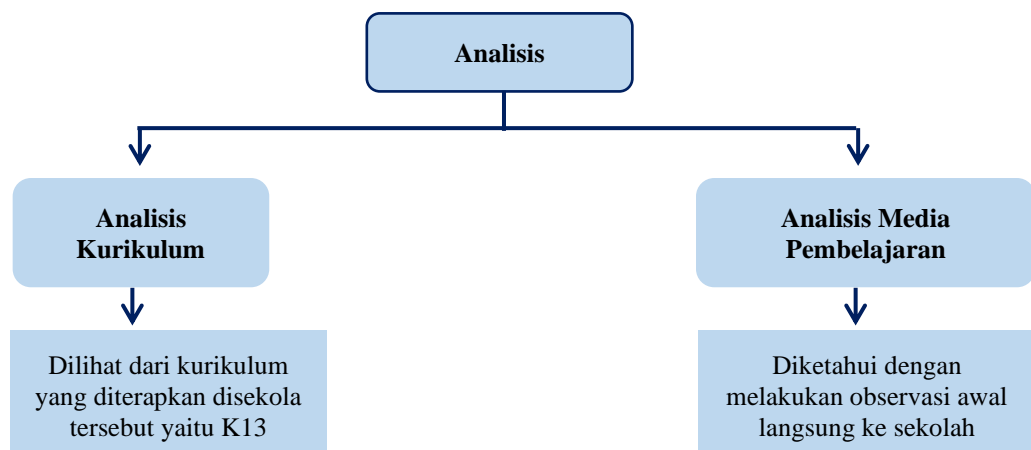 Analisis
Analisis
Kurikulum
Analisis Media
Pembelajaran
Dilihat dari kurikulum
yang diterapkan disekola
tersebut yaitu K13
Diketahui dengan
melakukan observasi awal
langsung ke sekolah